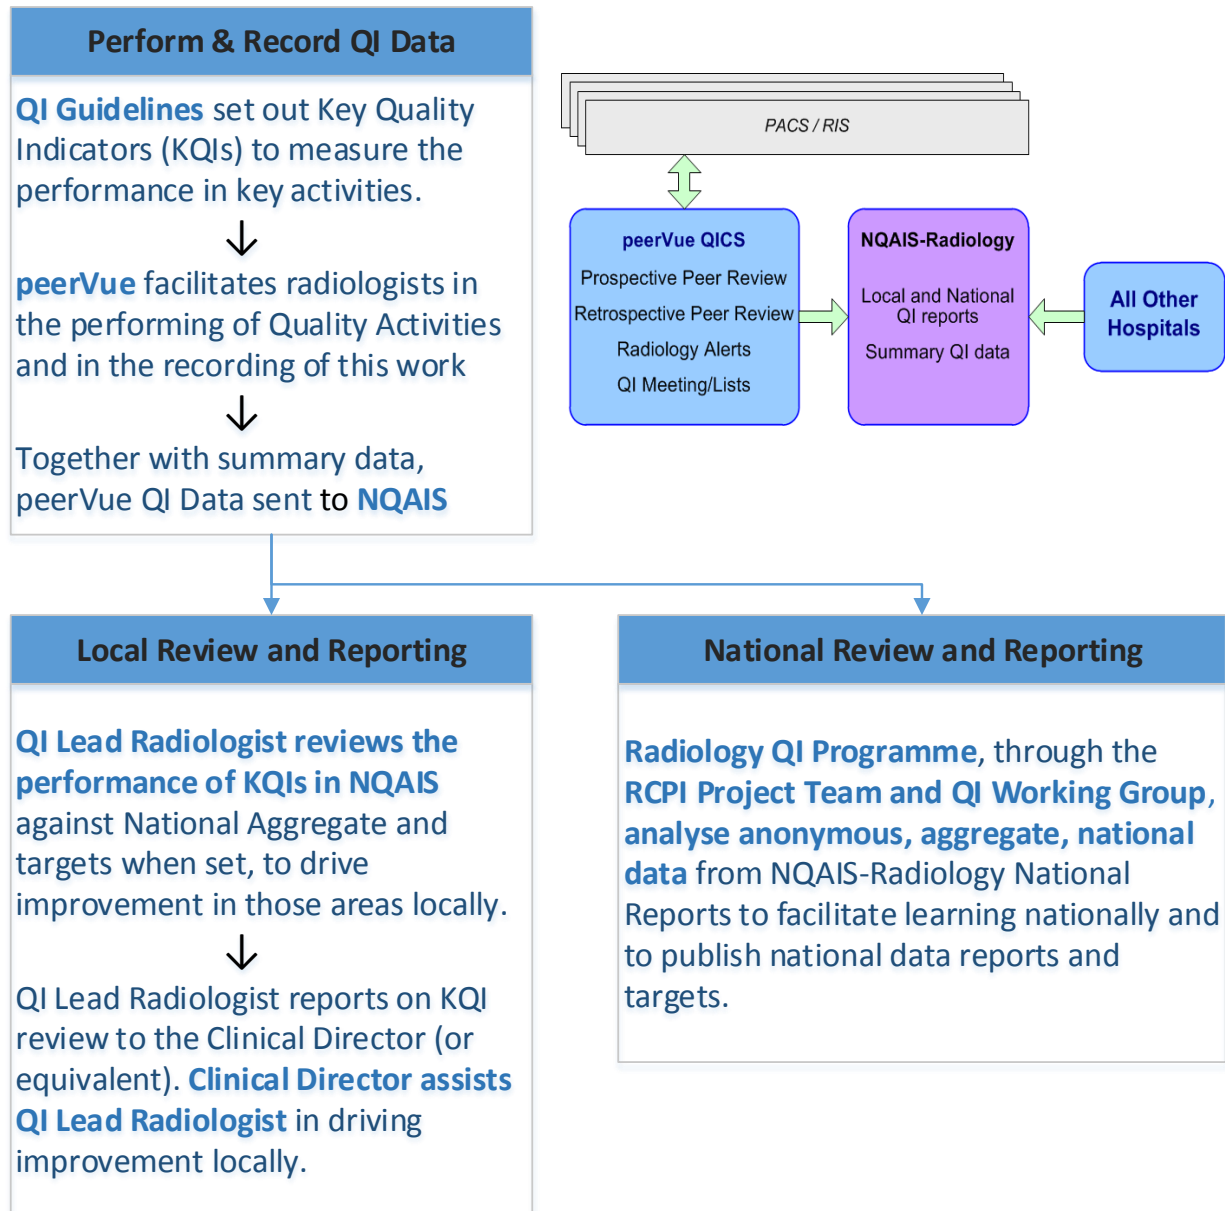 Perform & Record QI Data
QI Guidelines set out Key Quality
Indicators (KQIs) to measure the
performance in key activities.
peerVue facilitates radiologists in
the performing of Quality Activities
and in the recording of this work
Together with summary data,
peerVue QI Data sent to NQAIS
PACS / RIS
peerVue QICS
Prospective Peer Review
Retrospective Peer Review
Radiology Alerts
QI Meeting/Lists
NQAIS-Radiology
Local and National
QI reports
Summary QI data
All Other
Hospitals
Local Review and Reporting
QI Lead Radiologist reviews the
performance of KQIs in NQAIS
against National Aggregate and
targets when set, to drive
improvement in those areas locally.
QI Lead Radiologist reports on KQI
review to the Clinical Director (or
equivalent). Clinical Director assists
QI Lead Radiologist in driving
improvement locally.
National Review and Reporting
Radiology QI Programme, through the
RCPI Project Team and QI Working Group,
analyse anonymous, aggregate, national
data from NQAIS-Radiology National
Reports to facilitate learning nationally and
to publish national data reports and
targets.